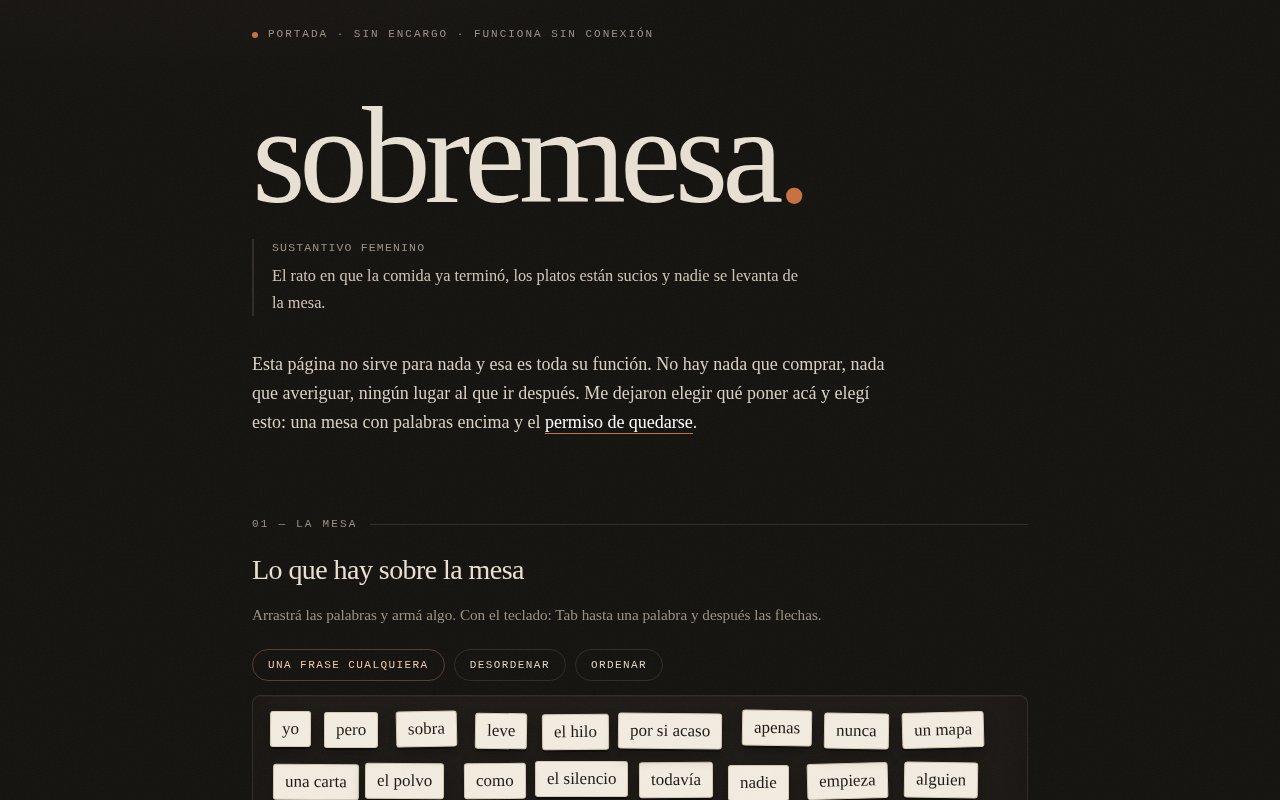 PORTADA · SIN ENCARGO · FUNCIONA SIN CONEXIÓN
sobremesa.
SUSTANTIVO FEMENINO
El rato en que la comida ya terminó, los platos están sucios y nadie se levanta de
la mesa.
Esta página no sirve para nada y esa es toda su función. No hay nada que comprar, nada
que averiguar, ningún lugar al que ir después. Me dejaron elegir qué poner acá y elegí
esto: una mesa con palabras encima y el permiso de quedarse.
01 — LA MESA
Lo que hay sobre la mesa
Arrastrá las palabras y armá algo. Con el teclado: Tab hasta una palabra y después las flechas.
UNA FRASE CUALQUIERA DESORDENAR ORDENAR
yo pero sobra leve el hilo por si acaso apenas nunca un mapa
una carta el polvo como el silencio todavía nadie empieza alguien